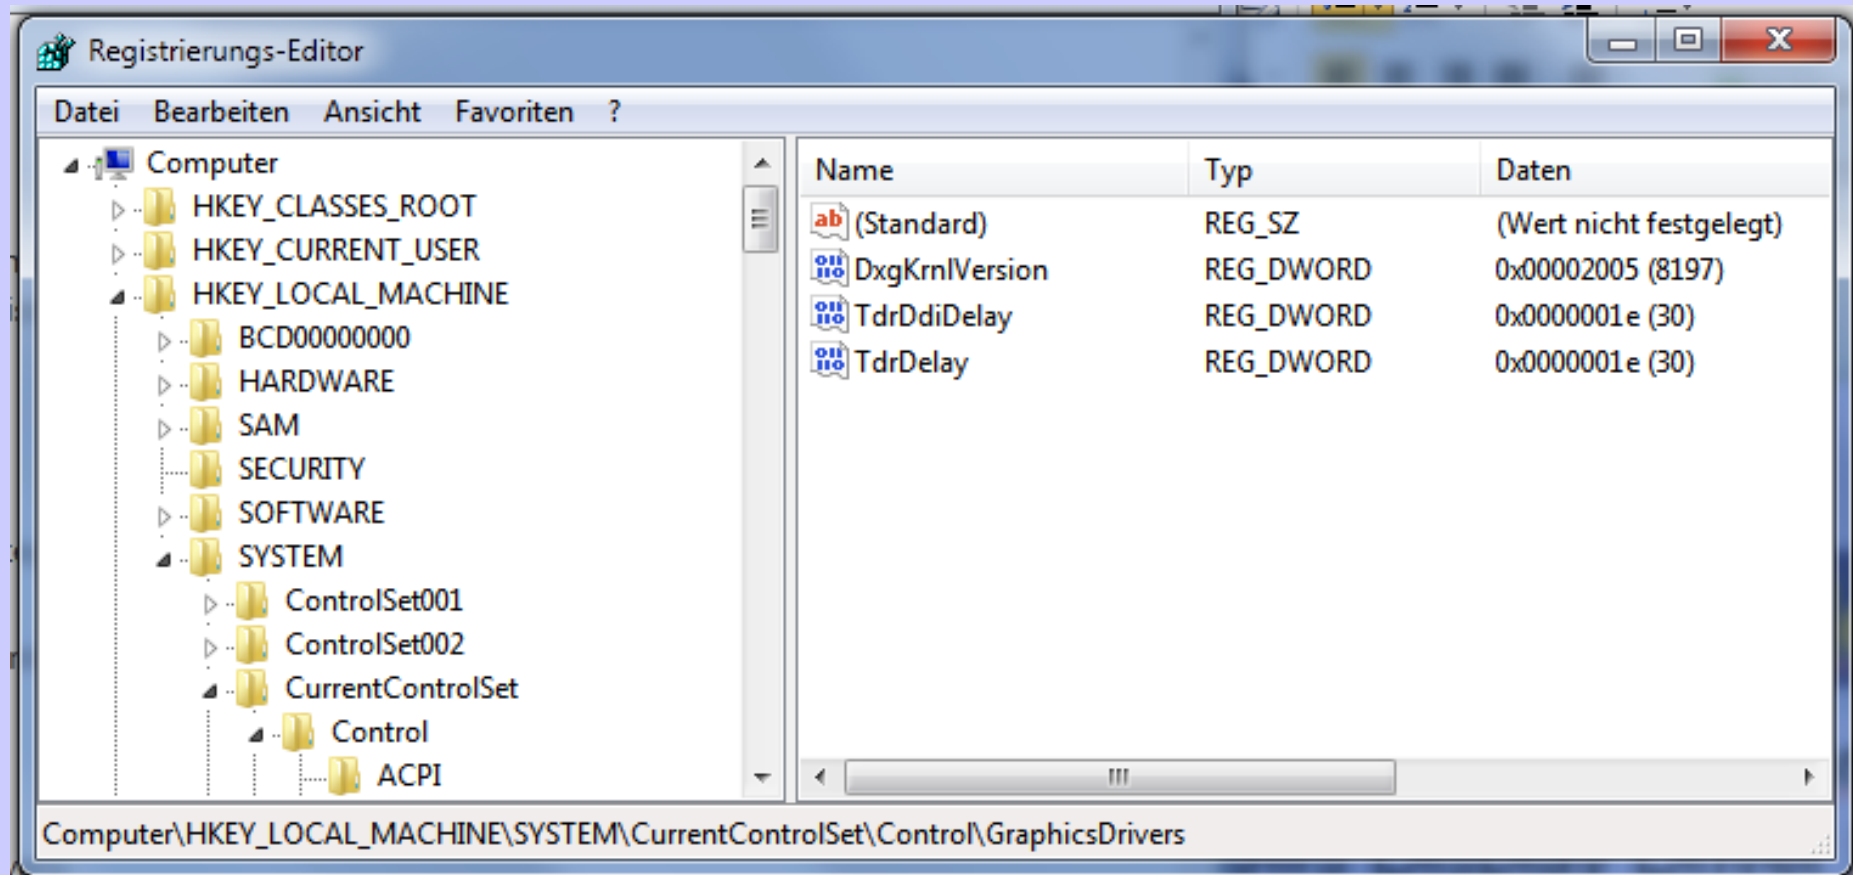 Registrierungs-Editor
Datei Bearbeiten Ansicht Favoriten ?
Computer
HKEY_CLASSES_ROOT
HKEY_CURRENT_USER
HKEY_LOCAL_MACHINE
BCD00000000
HARDWARE
SAM
SECURITY
SOFTWARE
SYSTEM
ControlSet001
ControlSet002
CurrentControlSet
Control
ACPI
Name Typ Daten
(Standard) REG_SZ (Wert nicht festgelegt)
DxgKrnlVersion REG_DWORD 0x00002005 (8197)
TdrDdiDelay REG_DWORD 0x0000001e (30)
TdrDelay REG_DWORD 0x0000001e (30)
Computer\HKEY_LOCAL_MACHINE\SYSTEM\CurrentControlSet\Control\GraphicsDrivers